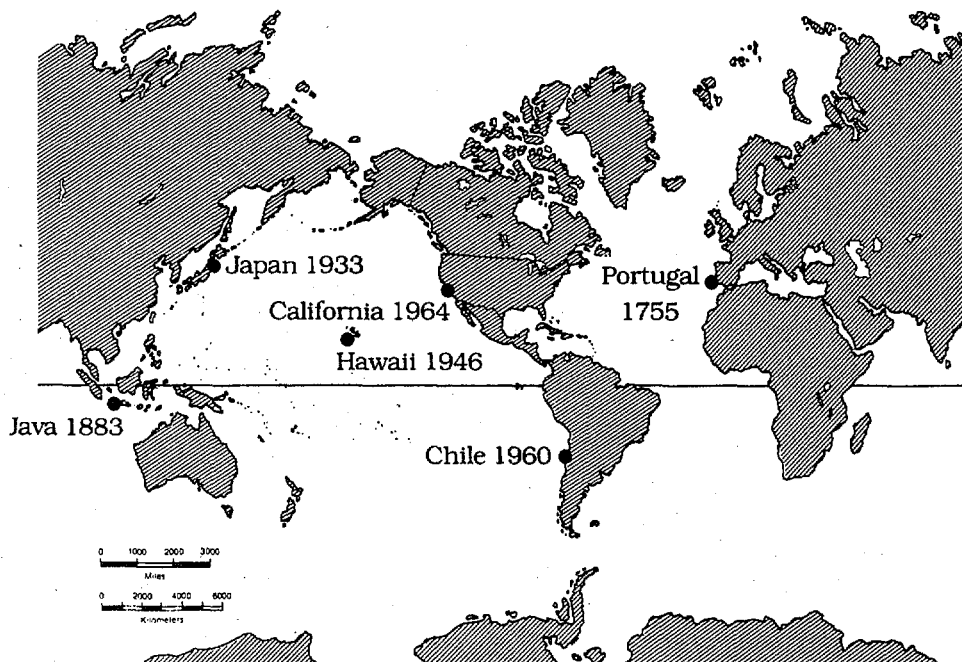 Japan 1933
Portugal
1755
California 1964
Hawaii 1946
Java 1883
Chile 1960
0 1000 2000 3000
Miles
0 2000 4000 6000
Kilometers